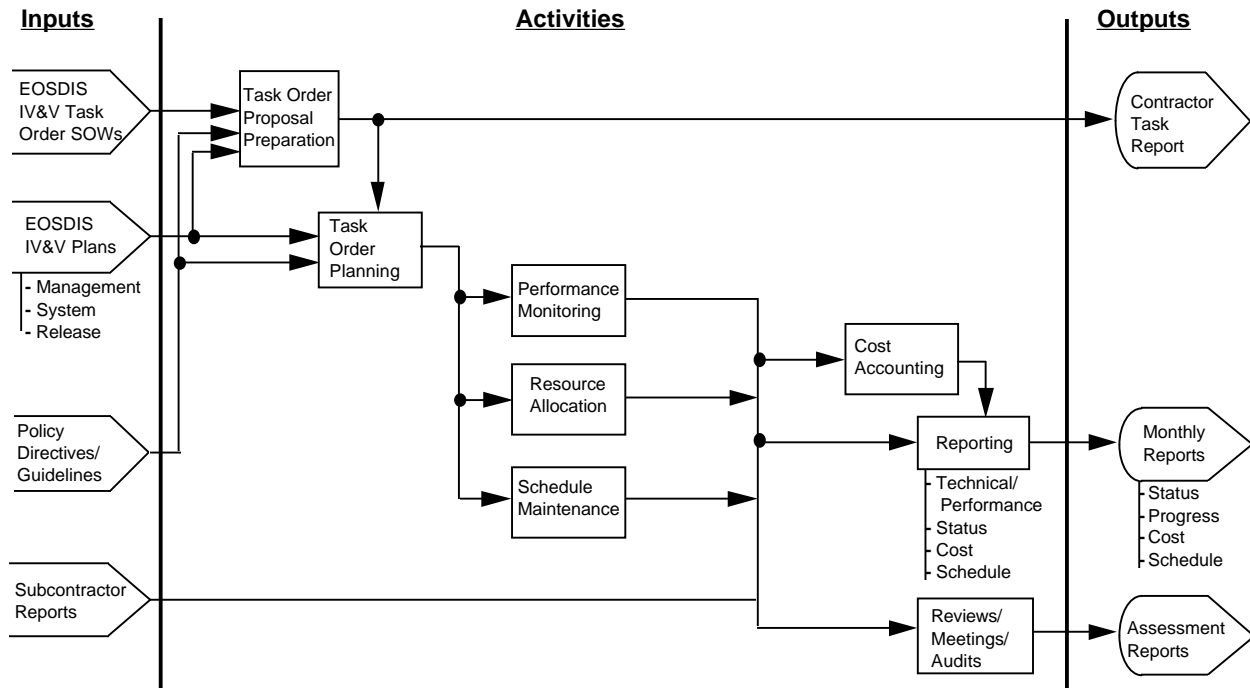 Inputs
Activities
Outputs
EOSDIS
IV&V Task
Order SOWs
Task Order
Proposal
Preparation
Contractor
Task
Report
EOSDIS
IV&V Plans
- Management
- System
- Release
Task
Order
Planning
Performance
Monitoring
Cost
Accounting
Resource
Allocation
Policy
Directives/
Guidelines
Reporting
- Technical/
Performance
- Status
- Cost
- Schedule
Monthly
Reports
- Status
- Progress
- Cost
- Schedule
Schedule
Maintenance
Subcontractor
Reports
Reviews/
Meetings/
Audits
Assessment
Reports